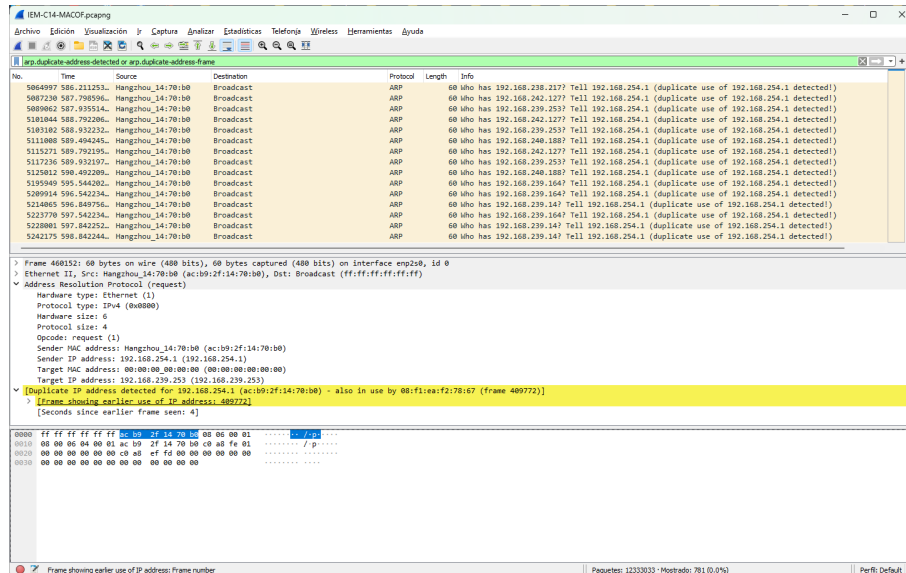 IEM-C14-MACOF.pcapng
Archivo Edición Visualización Ir Captura Analizar Estadísticas Telefonía Wireless Herramientas Ayuda
arp.duplicate-address-detected or arp.duplicate-address-frame
No. Time Source Destination Protocol Length Info
5064997 586.211253… Hangzhou_14:70:b0 Broadcast ARP 60 Who has 192.168.238.217? Tell 192.168.254.1 (duplicate use of 192.168.254.1 detected!)
5087230 587.798596… Hangzhou_14:70:b0 Broadcast ARP 60 Who has 192.168.242.127? Tell 192.168.254.1 (duplicate use of 192.168.254.1 detected!)
5089062 587.935514… Hangzhou_14:70:b0 Broadcast ARP 60 Who has 192.168.239.253? Tell 192.168.254.1 (duplicate use of 192.168.254.1 detected!)
5101044 588.792206… Hangzhou_14:70:b0 Broadcast ARP 60 Who has 192.168.242.127? Tell 192.168.254.1 (duplicate use of 192.168.254.1 detected!)
5103102 588.932232… Hangzhou_14:70:b0 Broadcast ARP 60 Who has 192.168.239.253? Tell 192.168.254.1 (duplicate use of 192.168.254.1 detected!)
5111008 589.494245… Hangzhou_14:70:b0 Broadcast ARP 60 Who has 192.168.240.188? Tell 192.168.254.1 (duplicate use of 192.168.254.1 detected!)
5115271 589.792195… Hangzhou_14:70:b0 Broadcast ARP 60 Who has 192.168.242.127? Tell 192.168.254.1 (duplicate use of 192.168.254.1 detected!)
5117236 589.932197… Hangzhou_14:70:b0 Broadcast ARP 60 Who has 192.168.239.253? Tell 192.168.254.1 (duplicate use of 192.168.254.1 detected!)
5125012 590.492209… Hangzhou_14:70:b0 Broadcast ARP 60 Who has 192.168.240.188? Tell 192.168.254.1 (duplicate use of 192.168.254.1 detected!)
5195949 595.544202… Hangzhou_14:70:b0 Broadcast ARP 60 Who has 192.168.239.164? Tell 192.168.254.1 (duplicate use of 192.168.254.1 detected!)
5209914 596.542234… Hangzhou_14:70:b0 Broadcast ARP 60 Who has 192.168.239.164? Tell 192.168.254.1 (duplicate use of 192.168.254.1 detected!)
5214065 596.849756… Hangzhou_14:70:b0 Broadcast ARP 60 Who has 192.168.239.14? Tell 192.168.254.1 (duplicate use of 192.168.254.1 detected!)
5223770 597.542234… Hangzhou_14:70:b0 Broadcast ARP 60 Who has 192.168.239.164? Tell 192.168.254.1 (duplicate use of 192.168.254.1 detected!)
5228001 597.842252… Hangzhou_14:70:b0 Broadcast ARP 60 Who has 192.168.239.14? Tell 192.168.254.1 (duplicate use of 192.168.254.1 detected!)
5242175 598.842244… Hangzhou_14:70:b0 Broadcast ARP 60 Who has 192.168.239.14? Tell 192.168.254.1 (duplicate use of 192.168.254.1 detected!)
Frame 460152: 60 bytes on wire (480 bits), 60 bytes captured (480 bits) on interface enp2s0, id 0
Ethernet II, Src: Hangzhou_14:70:b0 (ac:b9:2f:14:70:b0), Dst: Broadcast (ff:ff:ff:ff:ff:ff)
Address Resolution Protocol (request)
Hardware type: Ethernet (1)
Protocol type: IPv4 (0x0800)
Hardware size: 6
Protocol size: 4
Opcode: request (1)
Sender MAC address: Hangzhou_14:70:b0 (ac:b9:2f:14:70:b0)
Sender IP address: 192.168.254.1 (192.168.254.1)
Target MAC address: 00:00:00_00:00:00 (00:00:00:00:00:00)
Target IP address: 192.168.239.253 (192.168.239.253)
[Duplicate IP address detected for 192.168.254.1 (ac:b9:2f:14:70:b0) - also in use by 08:f1:ea:f2:78:67 (frame 409772)]
[Frame showing earlier use of IP address: 409772]
[Seconds since earlier frame seen: 4]
0000 ff ff ff ff ff ff ac b9 2f 14 70 b0 08 06 00 01 ········ /·p·····
0010 08 00 06 04 00 01 ac b9 2f 14 70 b0 c0 a8 fe 01 ········ /·p·····
0020 00 00 00 00 00 00 c0 a8 ef fd 00 00 00 00 00 00 ········ ········
0030 00 00 00 00 00 00 00 00 00 00 00 00 ········ ····
Frame showing earlier use of IP address: Frame number Paquetes: 12333033 · Mostrado: 781 (0.0%) Perfil: Default